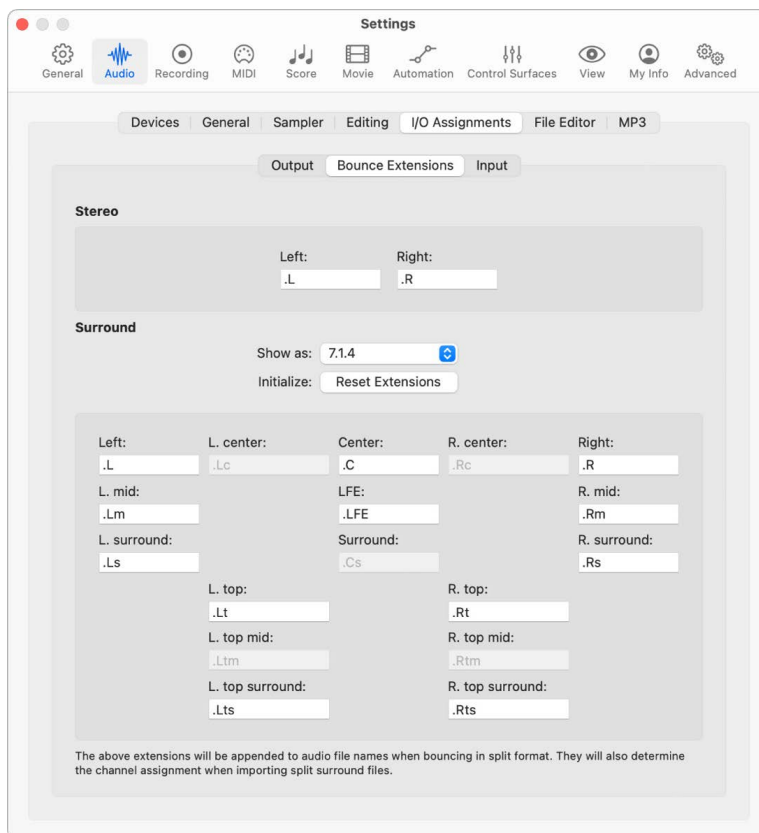 Settings
General Audio Recording MIDI Score Movie Automation Control Surfaces View My Info Advanced
Devices General Sampler Editing I/O Assignments File Editor MP3
Output Bounce Extensions Input
Stereo
Left: Right:
.L .R
Surround
Show as: 7.1.4
Initialize: Reset Extensions
Left: L. center: Center: R. center: Right:
.L .Lc .C .Rc .R
L. mid: LFE: R. mid:
.Lm .LFE .Rm
L. surround: Surround: R. surround:
.Ls .Cs .Rs
L. top: R. top:
.Lt .Rt
L. top mid: R. top mid:
.Ltm .Rtm
L. top surround: R. top surround:
.Lts .Rts
The above extensions will be appended to audio file names when bouncing in split format. They will also determine
the channel assignment when importing split surround files.